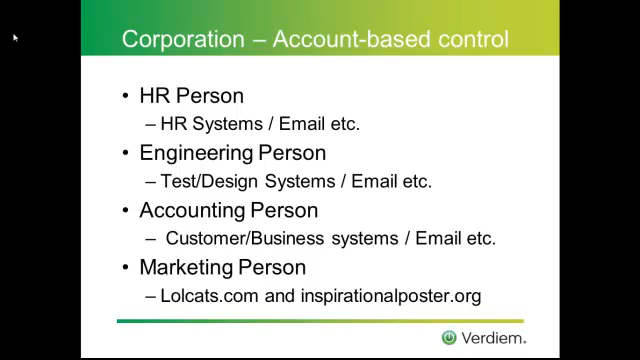 Corporation – Account-based control
• HR Person
– HR Systems / Email etc.
• Engineering Person
– Test/Design Systems / Email etc.
• Accounting Person
– Customer/Business systems / Email etc.
• Marketing Person
– Lolcats.com and inspirationalposter.org
Verdiem.